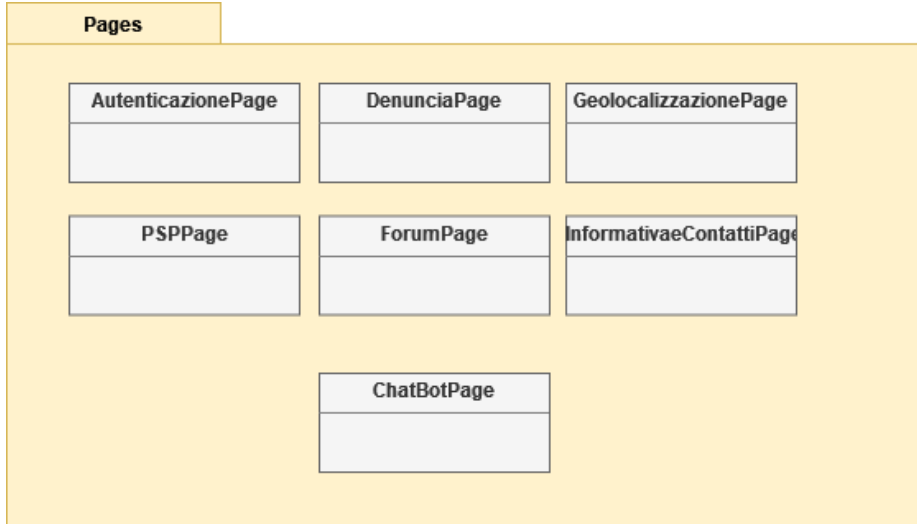 Pages
AutenticazionePage
DenunciaPage
GeolocalizzazionePage
PSPPage
ForumPage
InformativaeContattiPage
ChatBotPage